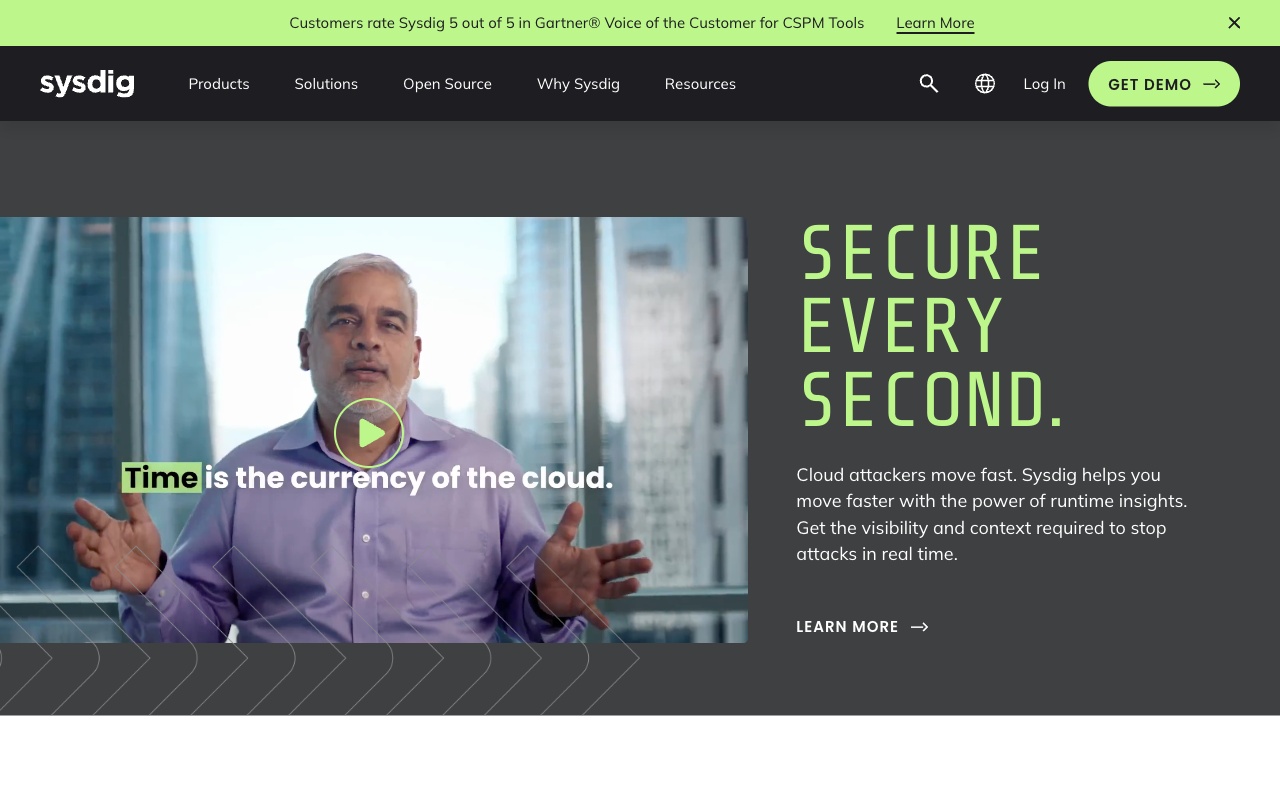 Customers rate Sysdig 5 out of 5 in Gartner® Voice of the Customer for CSPM Tools Learn More
sysdig Products Solutions Open Source Why Sysdig Resources Log In GET DEMO
SECURE
EVERY
SECOND.
Time is the currency of the cloud.
Cloud attackers move fast. Sysdig helps you
move faster with the power of runtime insights.
Get the visibility and context required to stop
attacks in real time.
LEARN MORE